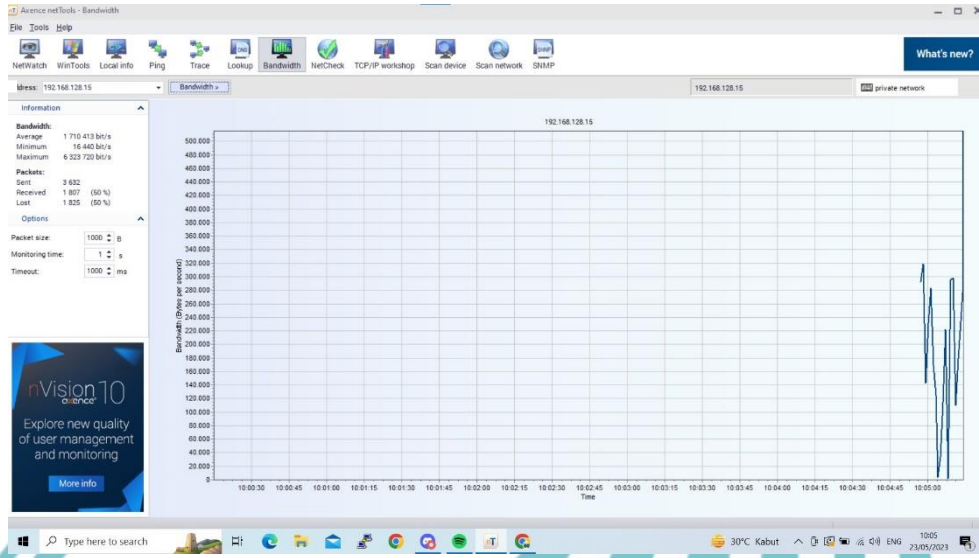 Axence netTools - Bandwidth
File Tools Help
NetWatch WinTools Local info Ping Trace Lookup Bandwidth NetCheck TCP/IP workshop Scan device Scan network SNMP
What's new?
ddress: 192.168.128.15 Bandwidth > 192.168.128.15 private network
Information
Bandwidth:
Average 1 710 413 bit/s
Minimum 16 440 bit/s
Maximum 6 323 720 bit/s
Packets:
Sent 3 632
Received 1 807 (50 %)
Lost 1 825 (50 %)
Options
Packet size: 1000 B
Monitoring time: 1 s
Timeout: 1000 ms
nVision 10
axence
Explore new quality
of user management
and monitoring
More info
192.168.128.15
Bandwidth (Bytes per second)
500.000
480.000
460.000
440.000
420.000
400.000
380.000
360.000
340.000
320.000
300.000
280.000
260.000
240.000
220.000
200.000
180.000
160.000
140.000
120.000
100.000
80.000
60.000
40.000
20.000
0
10:00:30 10:00:45 10:01:00 10:01:15 10:01:30 10:01:45 10:02:00 10:02:15 10:02:30 10:02:45 10:03:00 10:03:15 10:03:30 10:03:45 10:04:00 10:04:15 10:04:30 10:04:45 10:05:00
Time
Type here to search
30°C Kabut
ENG
10:05
23/05/2023